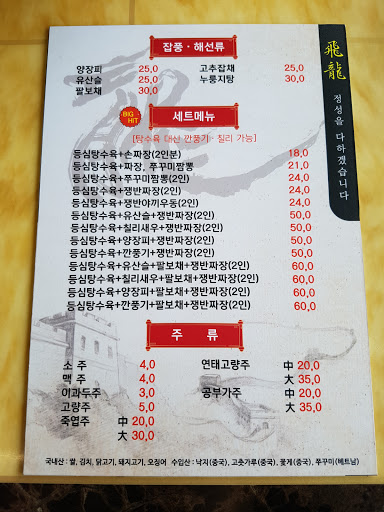 飛龍
정성을 다하겠습니다
잡풍 · 해선류
양장피 25,0 고추잡채 25,0
유산슬 25,0 누룽지탕 30,0
팔보채 30,0
BIG HIT
세트메뉴
[탕수육 대신 깐풍기 · 칠리 가능]
등심탕수육+손짜장(2인분) 18,0
등심탕수육+짜장, 쭈꾸미짬뽕 21,0
등심탕수육+쭈꾸미짬뽕(2인) 24,0
등심탕수육+쟁반짜장(2인) 24,0
등심탕수육+쟁반야끼우동(2인) 24,0
등심탕수육+유산슬+쟁반짜장(2인) 50,0
등심탕수육+칠리새우+쟁반짜장(2인) 50,0
등심탕수육+양장피+쟁반짜장(2인) 50,0
등심탕수육+깐풍기+쟁반짜장(2인) 50,0
등심탕수육+유산슬+팔보채+쟁반짜장(2인) 60,0
등심탕수육+칠리새우+팔보채+쟁반짜장(2인) 60,0
등심탕수육+양장피+팔보채+쟁반짜장(2인) 60,0
등심탕수육+깐풍기+팔보채+쟁반짜장(2인) 60,0
주 류
소 주 4,0 연태고량주 中 20,0
맥 주 4,0 大 35,0
이과두주 3,0 공부가주 中 20,0
고량주 5,0 大 35,0
죽엽주 中 20,0
大 30,0
국내산 : 쌀, 김치, 닭고기, 돼지고기, 오징어 수입산 : 낙지(중국), 고춧가루(중국), 꽃게(중국), 쭈꾸미(베트남)